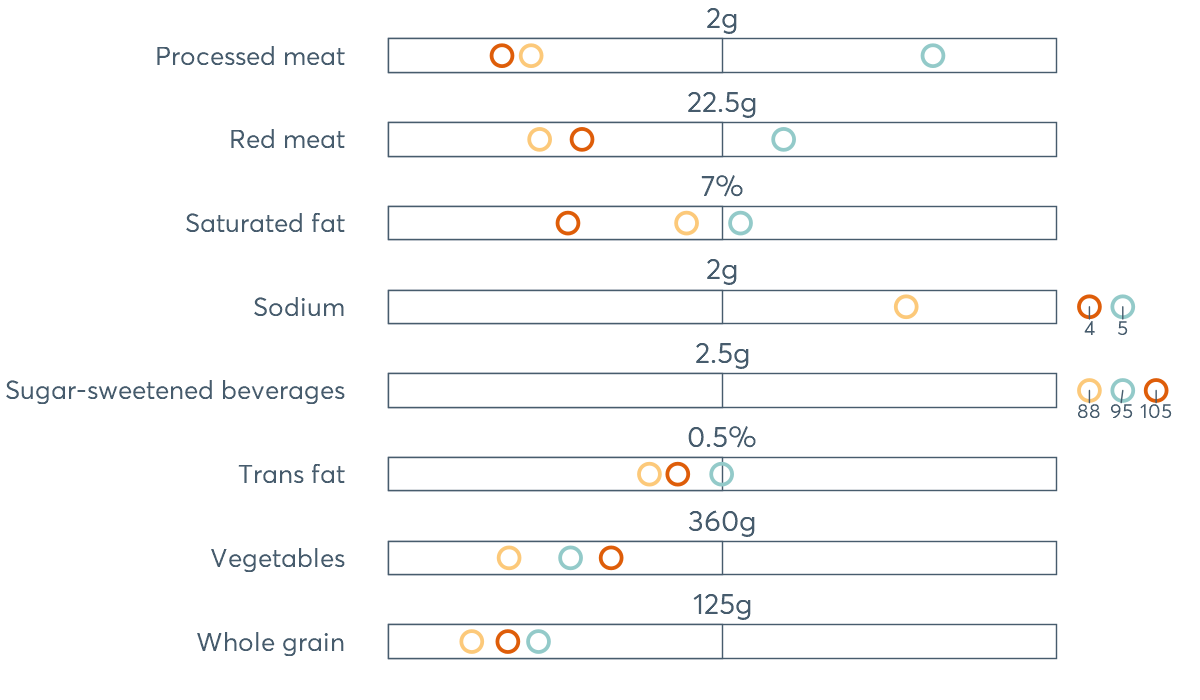 2g
Processed meat
22.5g
Red meat
7%
Saturated fat
2g
Sodium
4 5
2.5g
Sugar-sweetened beverages
88 95 105
0.5%
Trans fat
360g
Vegetables
125g
Whole grain